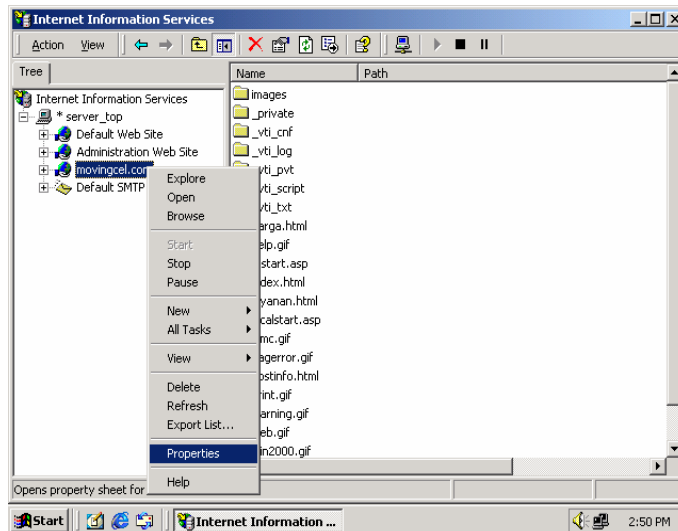 Internet Information Services
Action View
Tree
Name Path
Internet Information Services
* server_top
Default Web Site
Administration Web Site
movingcel.com
Default SMTP
Explore
Open
Browse
Start
Stop
Pause
New
All Tasks
View
Delete
Refresh
Export List...
Properties
Help
images
_private
_vti_cnf
_vti_log
_vti_pvt
vti_script
vti_txt
arga.html
elp.gif
start.asp
dex.html
yanan.html
calstart.asp
mc.gif
agerror.gif
ostinfo.html
rint.gif
arning.gif
eb.gif
in2000.gif
Opens property sheet for
Start Internet Information ... 2:50 PM